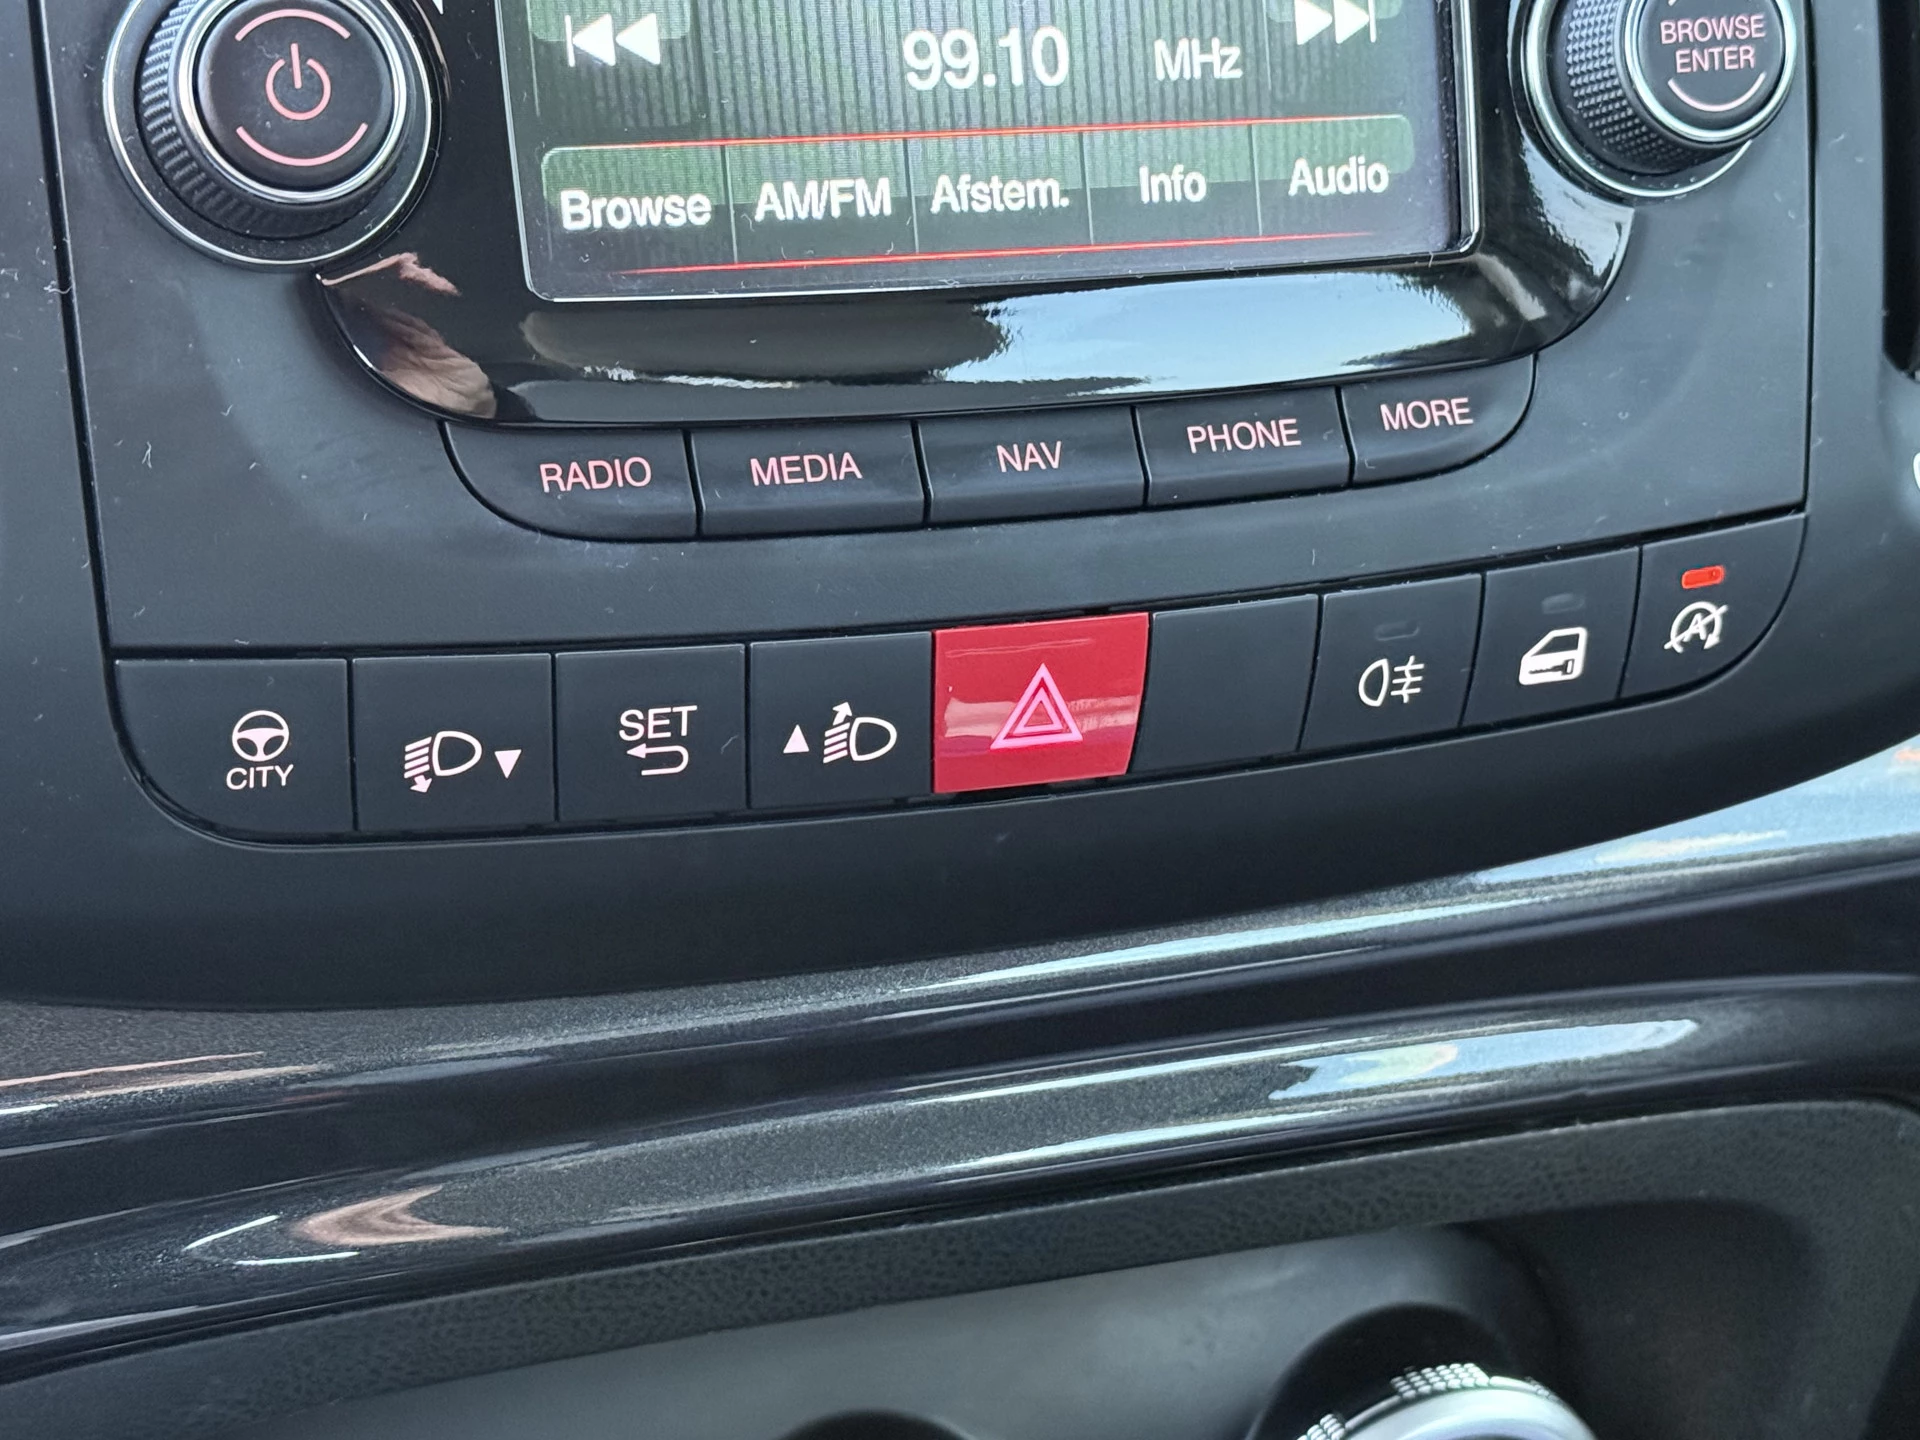 99.10 MHz
BROWSE
ENTER
Browse AM/FM Afstem. Info Audio
RADIO MEDIA NAV PHONE MORE
CITY SET A